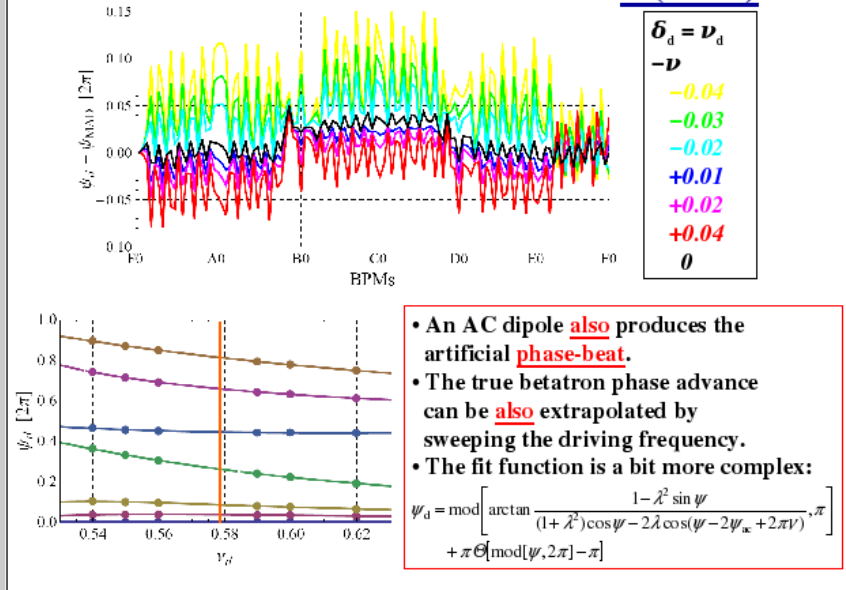 0.15
0.10
0.05
0.00
−0.05
0.10
ψd − ψMAD [2π]
F0 A0 B0 C0 D0 E0 F0
BPMs
δd = νd
−ν
−0.04
−0.03
−0.02
+0.01
+0.02
+0.04
0
1.0
0.8
0.6
0.4
0.2
0.0
ψd [2π]
0.54 0.56 0.58 0.60 0.62
νd
• An AC dipole also produces the
artificial phase-beat.
• The true betatron phase advance
can be also extrapolated by
sweeping the driving frequency.
• The fit function is a bit more complex:
ψd = mod[arctan (1−λ² sin ψ)/((1+λ²)cosψ−2λcos(ψ−2ψac+2πν)),π]
+πΘ[mod[ψ,2π]−π]